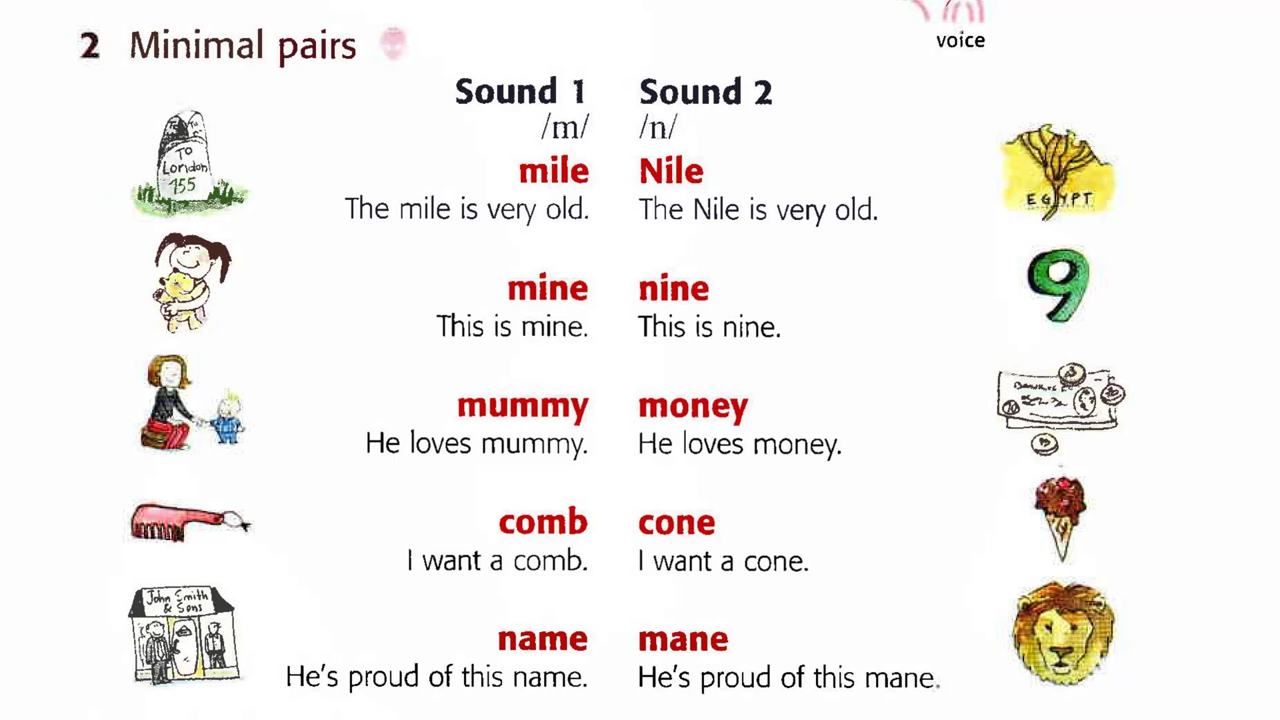 voice
2 Minimal pairs
Sound 1 Sound 2
/m/ /n/
mile Nile
The mile is very old. The Nile is very old.
To
London
155
EGYPT
mine nine
This is mine. This is nine.
9
mummy money
He loves mummy. He loves money.
comb cone
I want a comb. I want a cone.
John Smith
& Sons
name mane
He's proud of this name. He's proud of this mane.